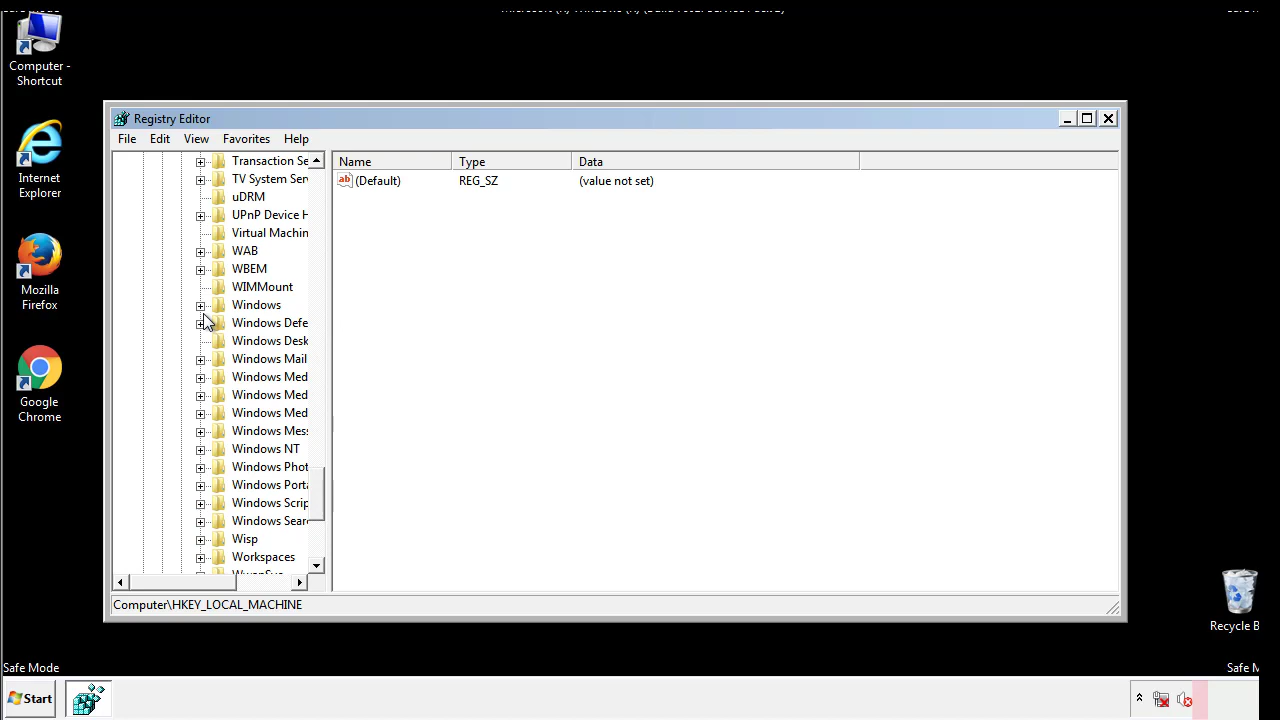 Computer -
Shortcut
Internet
Explorer
Mozilla
Firefox
Google
Chrome
Registry Editor
File Edit View Favorites Help
Transaction Se
TV System Serv
uDRM
UPnP Device H
Virtual Machin
WAB
WBEM
WIMMount
Windows
Windows Defe
Windows Desk
Windows Mail
Windows Med
Windows Med
Windows Med
Windows Mess
Windows NT
Windows Phot
Windows Porta
Windows Scrip
Windows Sear
Wisp
Workspaces
Name Type Data
(Default) REG_SZ (value not set)
Computer\HKEY_LOCAL_MACHINE
Recycle B
Safe Mode
Safe M
Start